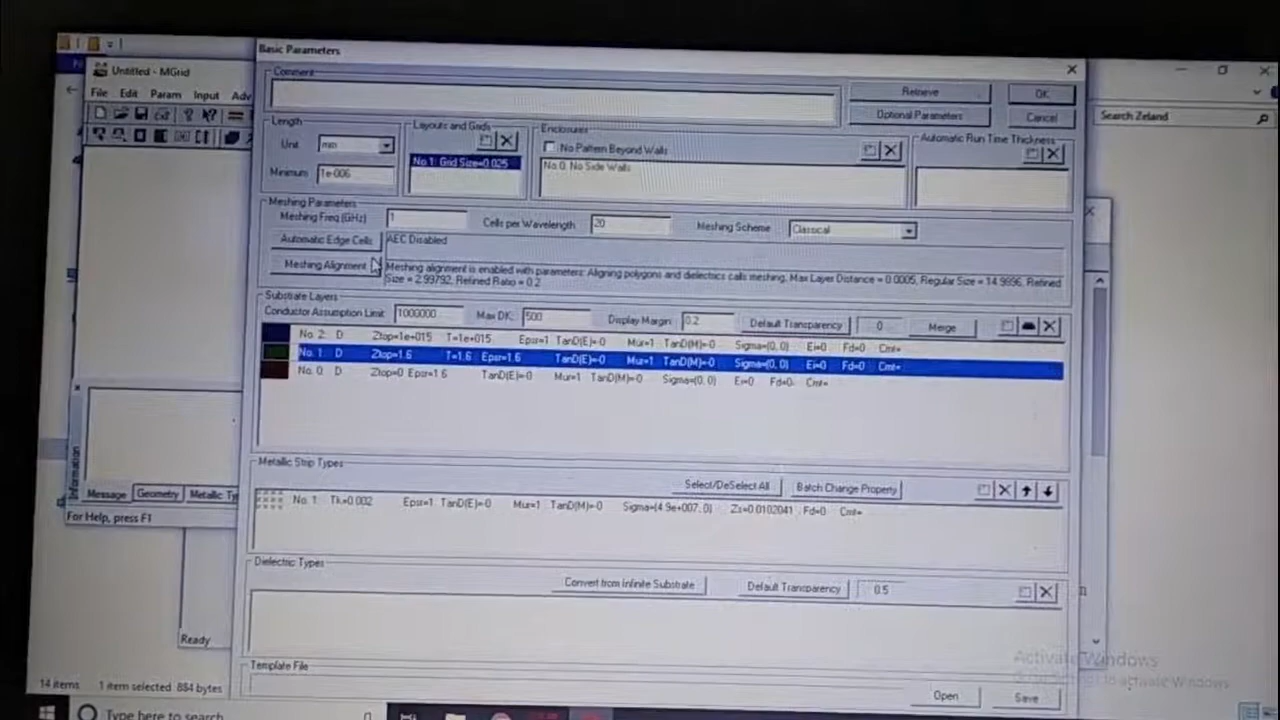 Basic Parameters
Untitled - MGrid
File Edit Param Input Adv
Comment
Retrieve
OK
Optional Parameters
Cancel
Search Zeland
Length
Unit mm
Minimum 1e-006
Layouts and Grids
No.1: Grid Size=0.025
Enclosures
No Pattern Beyond Walls
No.0: No Side Walls
Automatic Run Time Thickness
Meshing Parameters
Meshing Freq (GHz) 1 Cells per Wavelength 20 Meshing Scheme Classical
Automatic Edge Cells AEC Disabled
Meshing Alignment Meshing alignment is enabled with parameters: Aligning polygons and dielectrics calls meshing, Max Layer Distance = 0.0005, Regular Size = 14.9896, Refined
Size = 2.99792, Refined Ratio = 0.2
Substrate Layers
Conductor Assumption Limit 1000000 Max DK: 500 Display Margin: 0.2 Default Transparency 0 Merge
No. 2: D Ztop=1e+015 T=1e+015 Epsr=1 TanD(E)=-0 Mur=1 TanD(M)=-0 Sigma=(0, 0) Ei=0 Fd=0 Cmt=
No. 1: D Ztop=1.6 T=1.6 Epsr=1.6 TanD(E)=-0 Mur=1 TanD(M)=-0 Sigma=(0, 0) Ei=0 Fd=0 Cmt=
No. 0: D Ztop=0 Epsr=1.6 TanD(E)=-0 Mur=1 TanD(M)=-0 Sigma=(0, 0) Ei=0 Fd=0 Cmt=
Metallic Strip Types
Select/DeSelect All Batch Change Property
No. 1: Tk=0.002 Epsr=1 TanD(E)=-0 Mur=1 TanD(M)=-0 Sigma=(4.9e+007, 0) Zs=0.0102041 Fd=0 Cmt=
Dielectric Types
Convert from Infinite Substrate Default Transparency 0.5
Template File
Open Save
Information
Message Geometry Metallic Ty
For Help, press F1
Ready
14 items 1 item selected 884 bytes
Activate Windows
to activate Windows
Type here to search